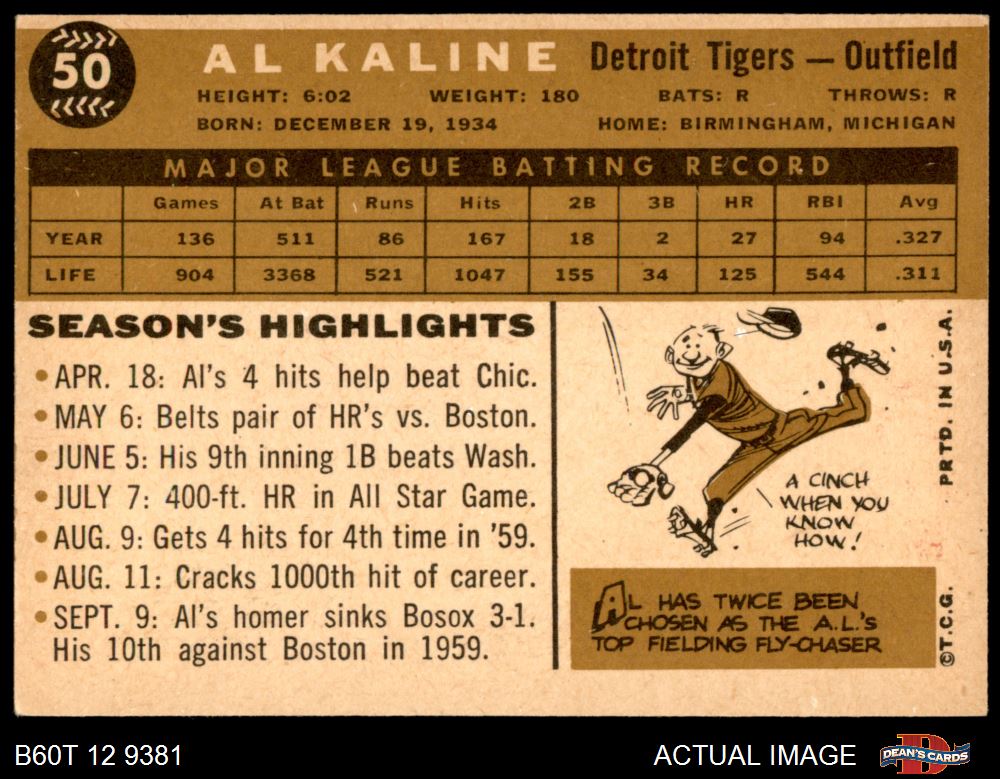 50
AL KALINE Detroit Tigers — Outfield
HEIGHT: 6:02 WEIGHT: 180 BATS: R THROWS: R
BORN: DECEMBER 19, 1934 HOME: BIRMINGHAM, MICHIGAN
MAJOR LEAGUE BATTING RECORD
Games At Bat Runs Hits 2B 3B HR RBI Avg
YEAR 136 511 86 167 18 2 27 94 .327
LIFE 904 3368 521 1047 155 34 125 544 .311
SEASON'S HIGHLIGHTS
• APR. 18: Al's 4 hits help beat Chic.
• MAY 6: Belts pair of HR's vs. Boston.
• JUNE 5: His 9th inning 1B beats Wash.
• JULY 7: 400-ft. HR in All Star Game.
• AUG. 9: Gets 4 hits for 4th time in '59.
• AUG. 11: Cracks 1000th hit of career.
• SEPT. 9: Al's homer sinks Bosox 3-1.
His 10th against Boston in 1959.
A CINCH
WHEN YOU
KNOW
HOW!
AL HAS TWICE BEEN
CHOSEN AS THE A.L.'S
TOP FIELDING FLY-CHASER
©T.C.G. PRTD. IN U.S.A.
B60T 12 9381 ACTUAL IMAGE DEAN'S CARDS